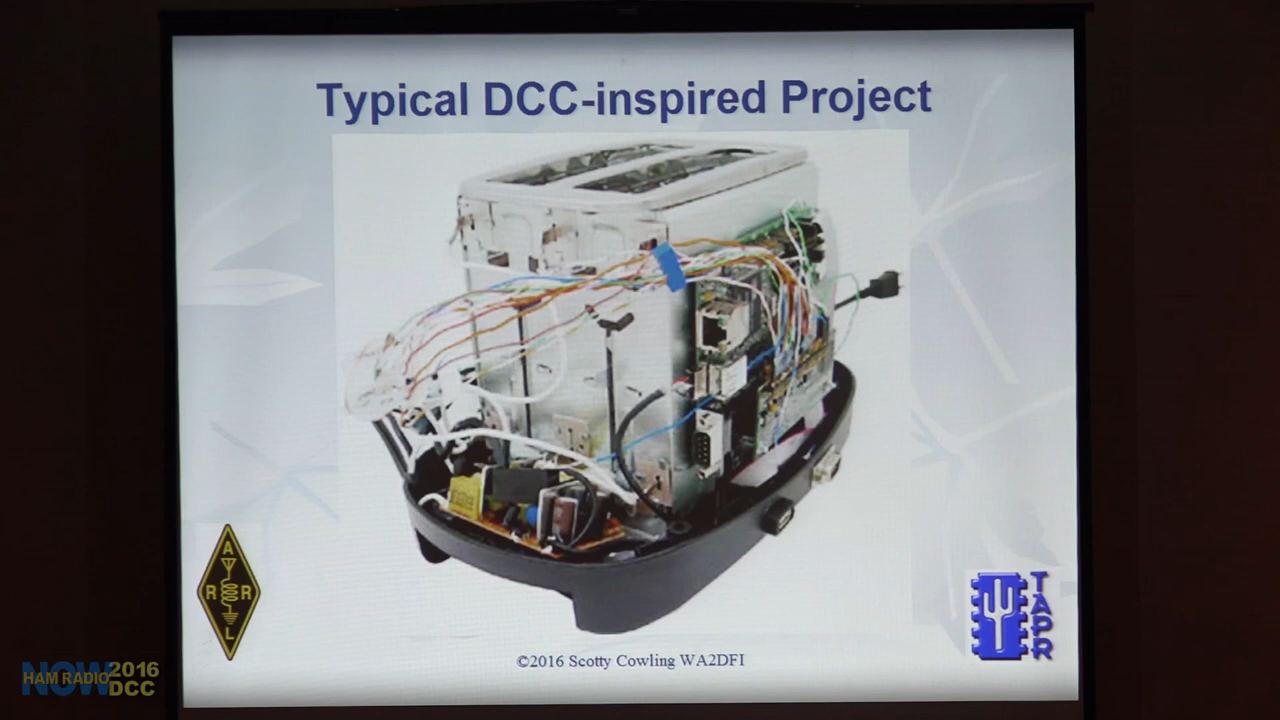 Typical DCC-inspired Project
A
R R
L
TAPR
©2016 Scotty Cowling WA2DFI
HAM RADIO
NOW
2016
DCC